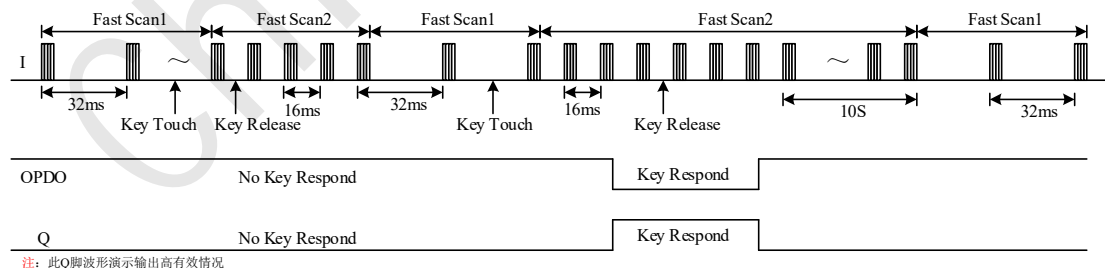 Fast Scan1 Fast Scan2 Fast Scan1 Fast Scan2 Fast Scan1
I ～ ～
32ms 16ms 32ms 16ms 10S 32ms
Key Touch Key Release Key Touch Key Release
OPDO No Key Respond Key Respond
Q No Key Respond Key Respond
注：此Q脚波形演示输出高有效情况